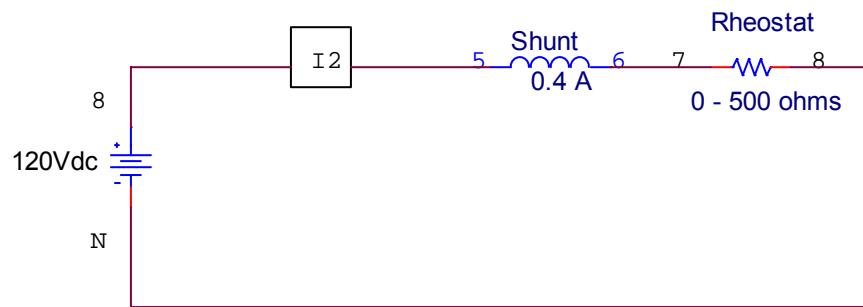 Rheostat
I2
5
Shunt
6
7
8
0.4 A
0 - 500 ohms
8
+
120Vdc
-
N